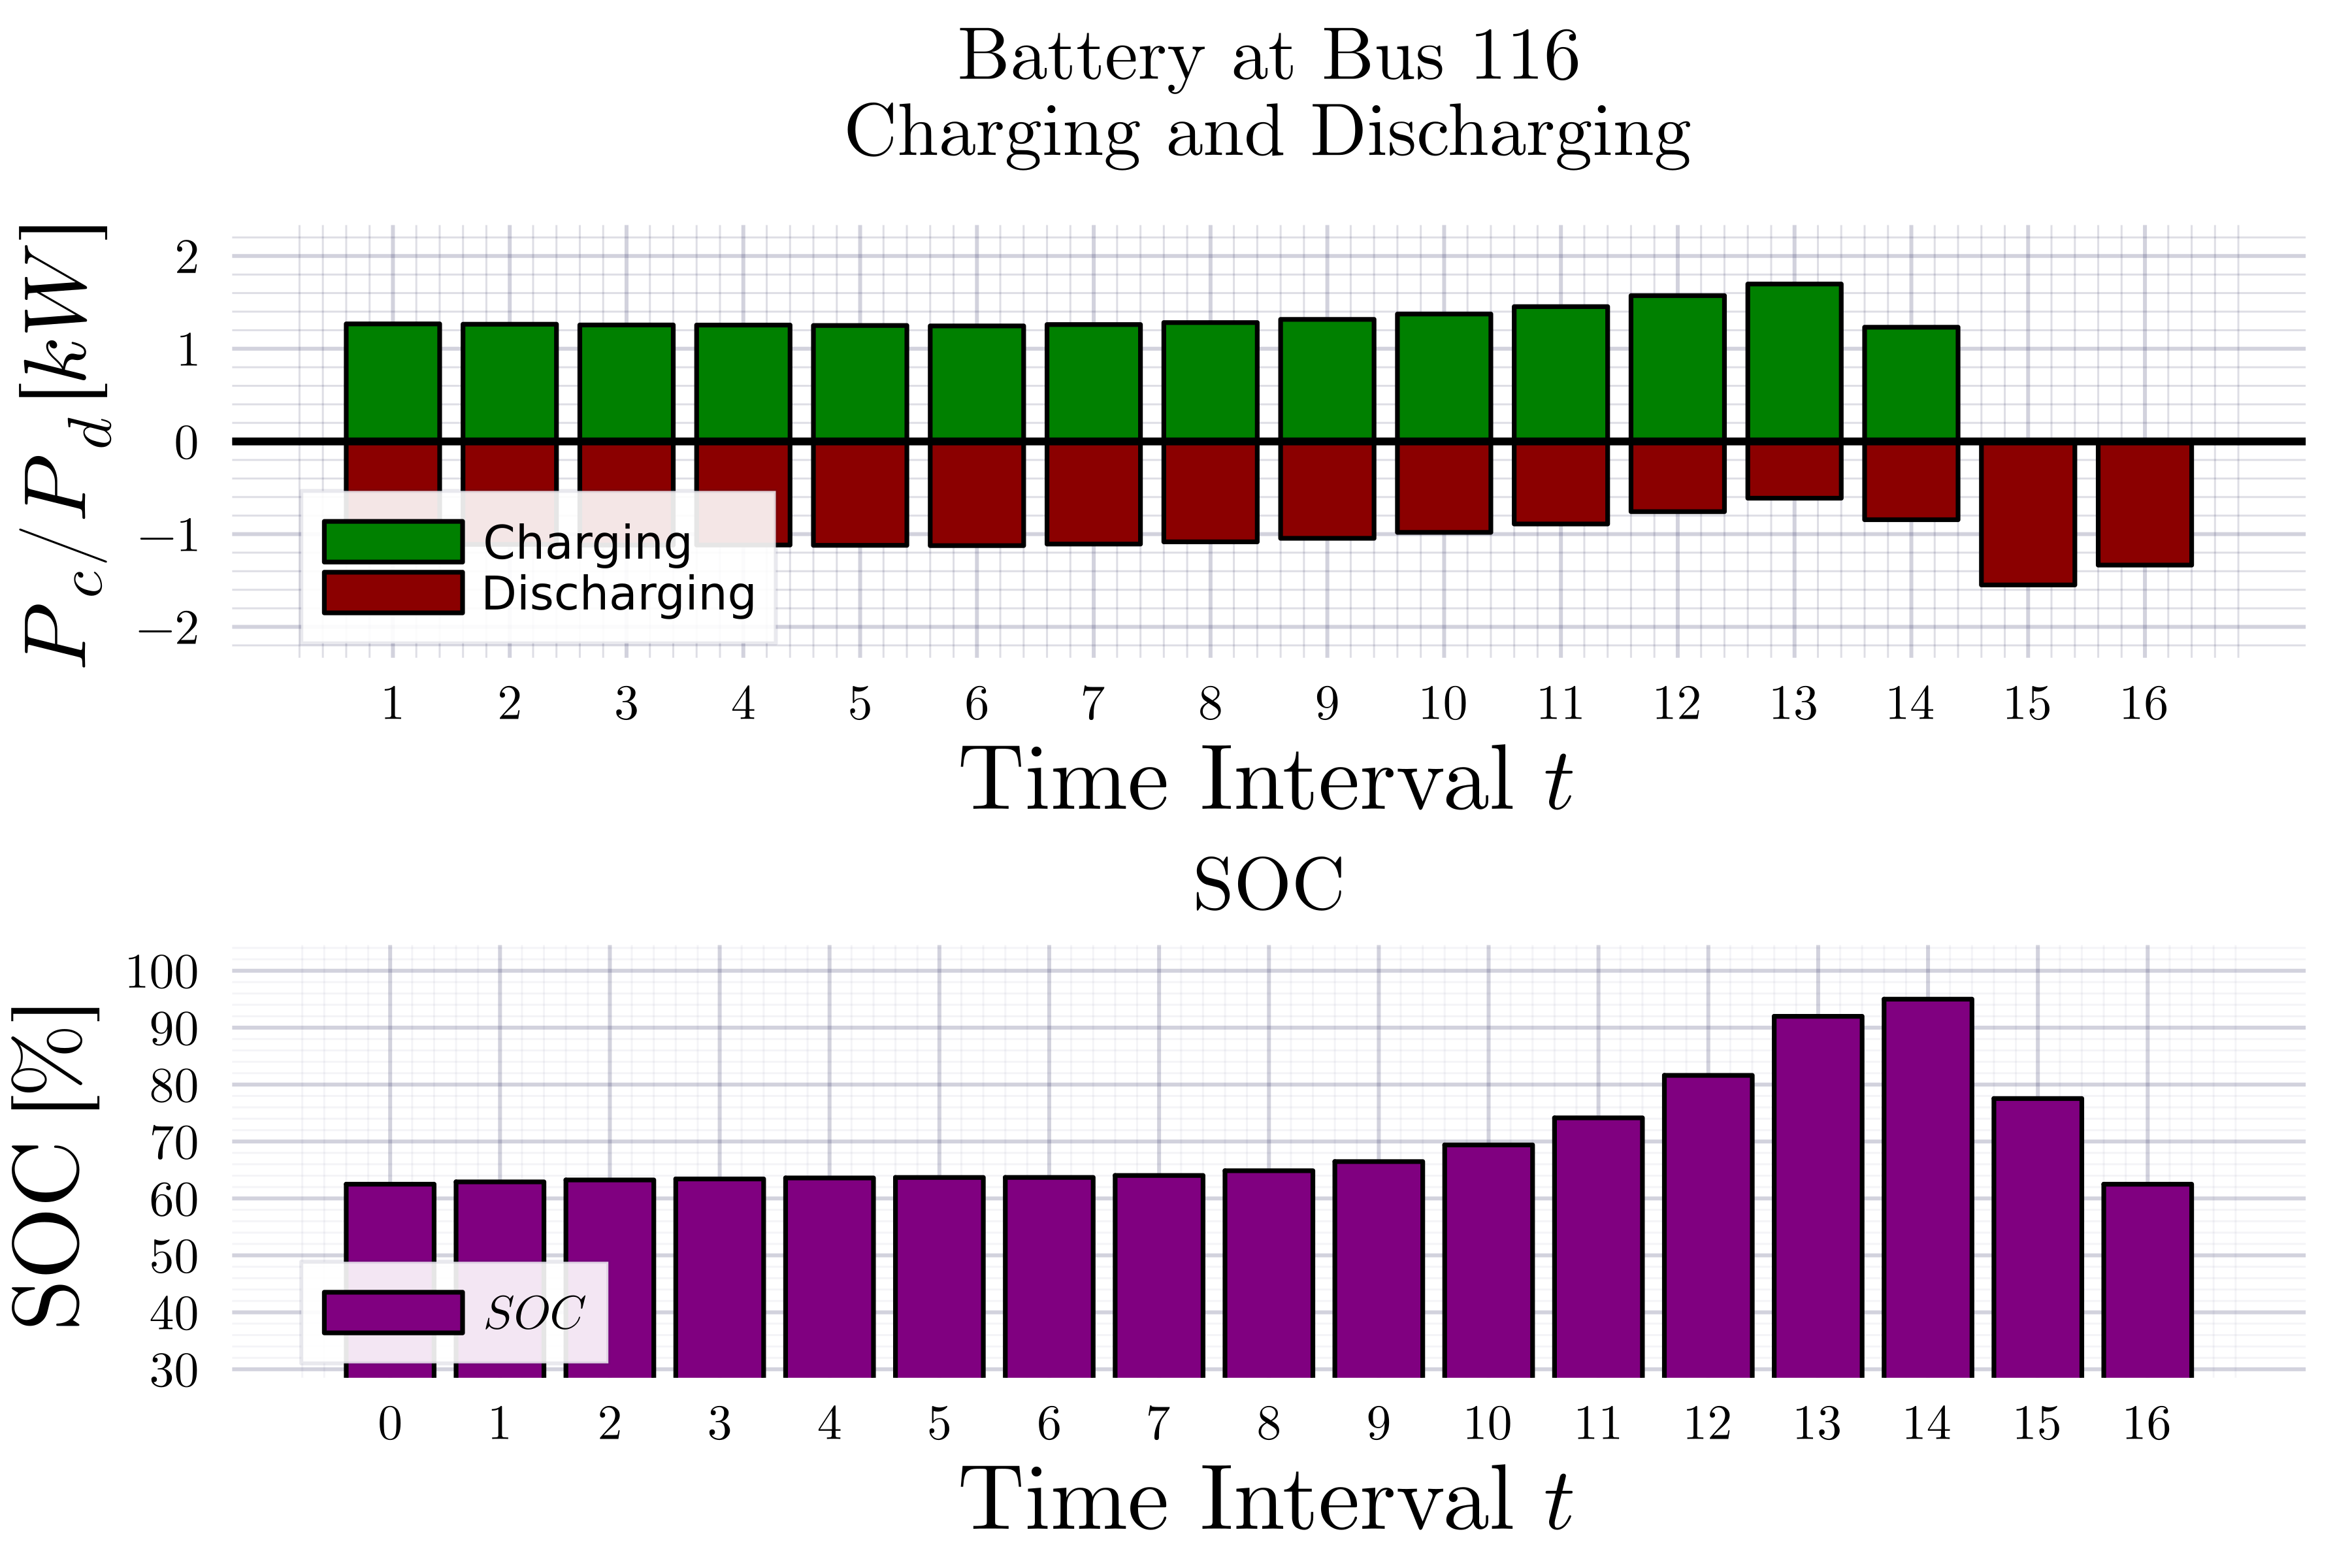 Battery at Bus 116
Charging and Discharging
P_c/P_d [kW]
2
1
0
−1
−2
Charging
Discharging
1 2 3 4 5 6 7 8 9 10 11 12 13 14 15 16
Time Interval t
SOC
SOC [%]
100
90
80
70
60
50
40
30
SOC
0 1 2 3 4 5 6 7 8 9 10 11 12 13 14 15 16
Time Interval t